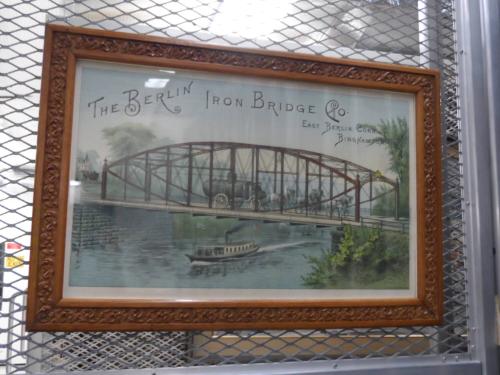 THE BERLIN IRON BRIDGE CO.
EAST BERLIN CONN.